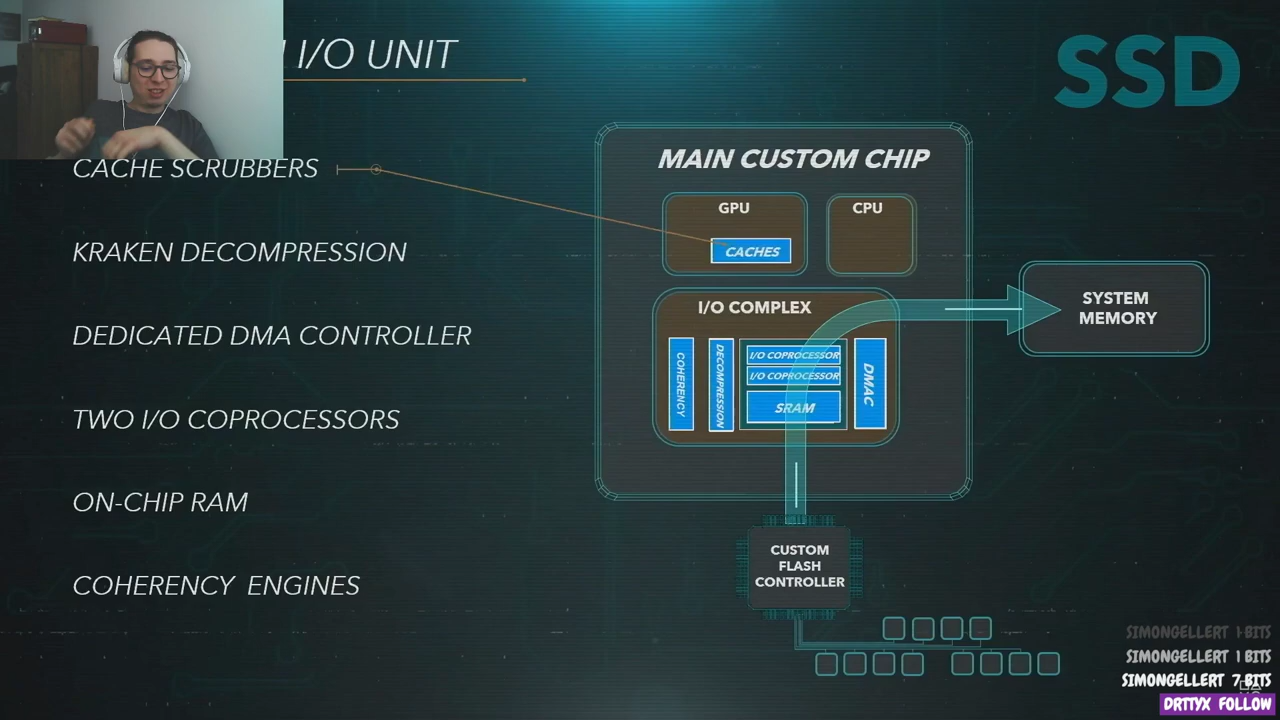 I/O UNIT
SSD
CACHE SCRUBBERS
KRAKEN DECOMPRESSION
DEDICATED DMA CONTROLLER
TWO I/O COPROCESSORS
ON-CHIP RAM
COHERENCY ENGINES
MAIN CUSTOM CHIP
GPU
CACHES
CPU
I/O COMPLEX
COHERENCY
DECOMPRESSION
I/O COPROCESSOR
I/O COPROCESSOR
SRAM
DMAC
SYSTEM
MEMORY
CUSTOM
FLASH
CONTROLLER
SIMONGELLERT 1 BITS
SIMONGELLERT 1 BITS
SIMONGELLERT 7 BITS
DRTTYX FOLLOW